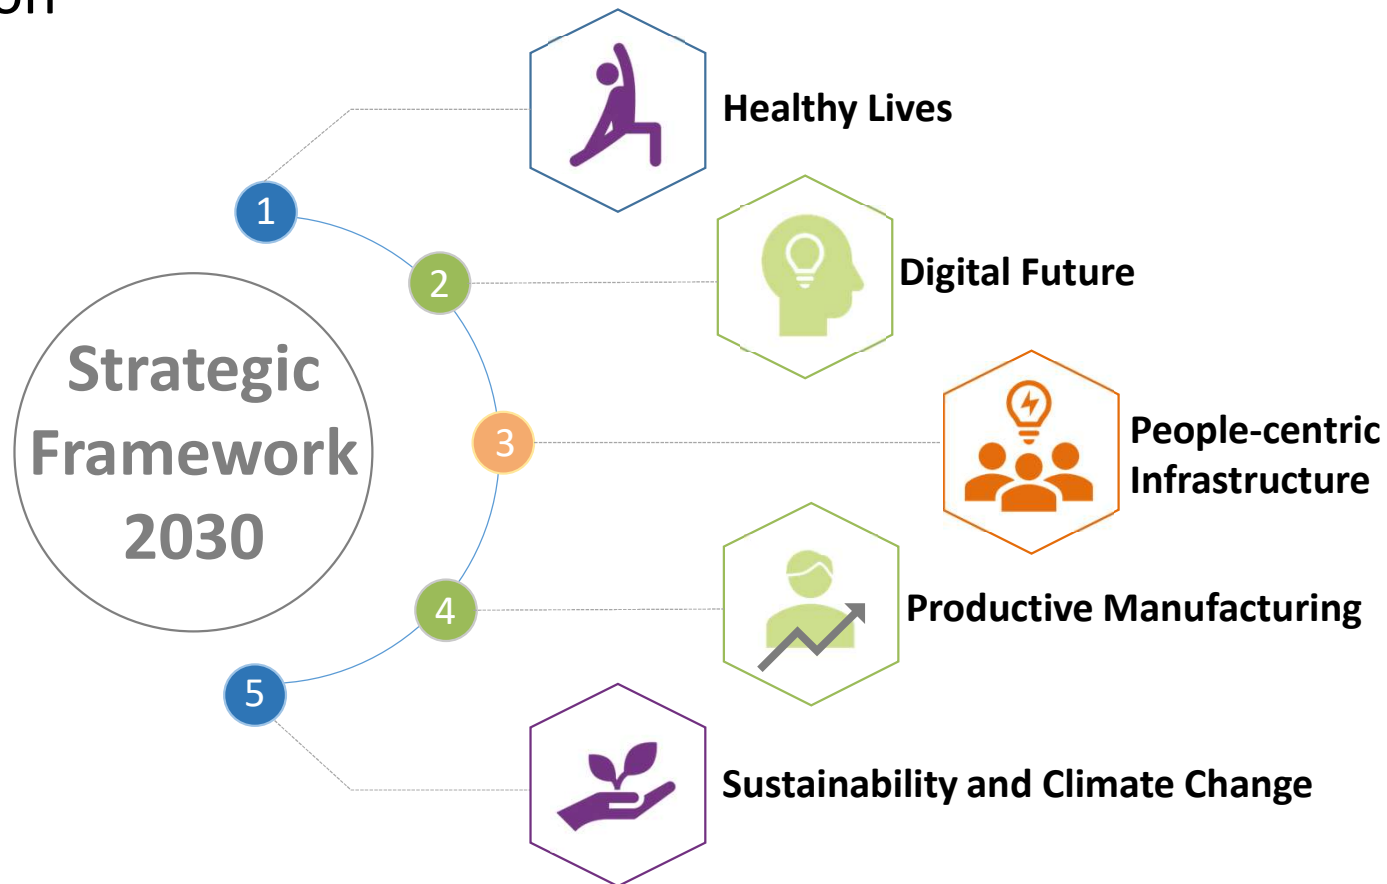 Strategic
Framework
2030
1
Healthy Lives
2
Digital Future
3
People-centric
Infrastructure
4
Productive Manufacturing
5
Sustainability and Climate Change